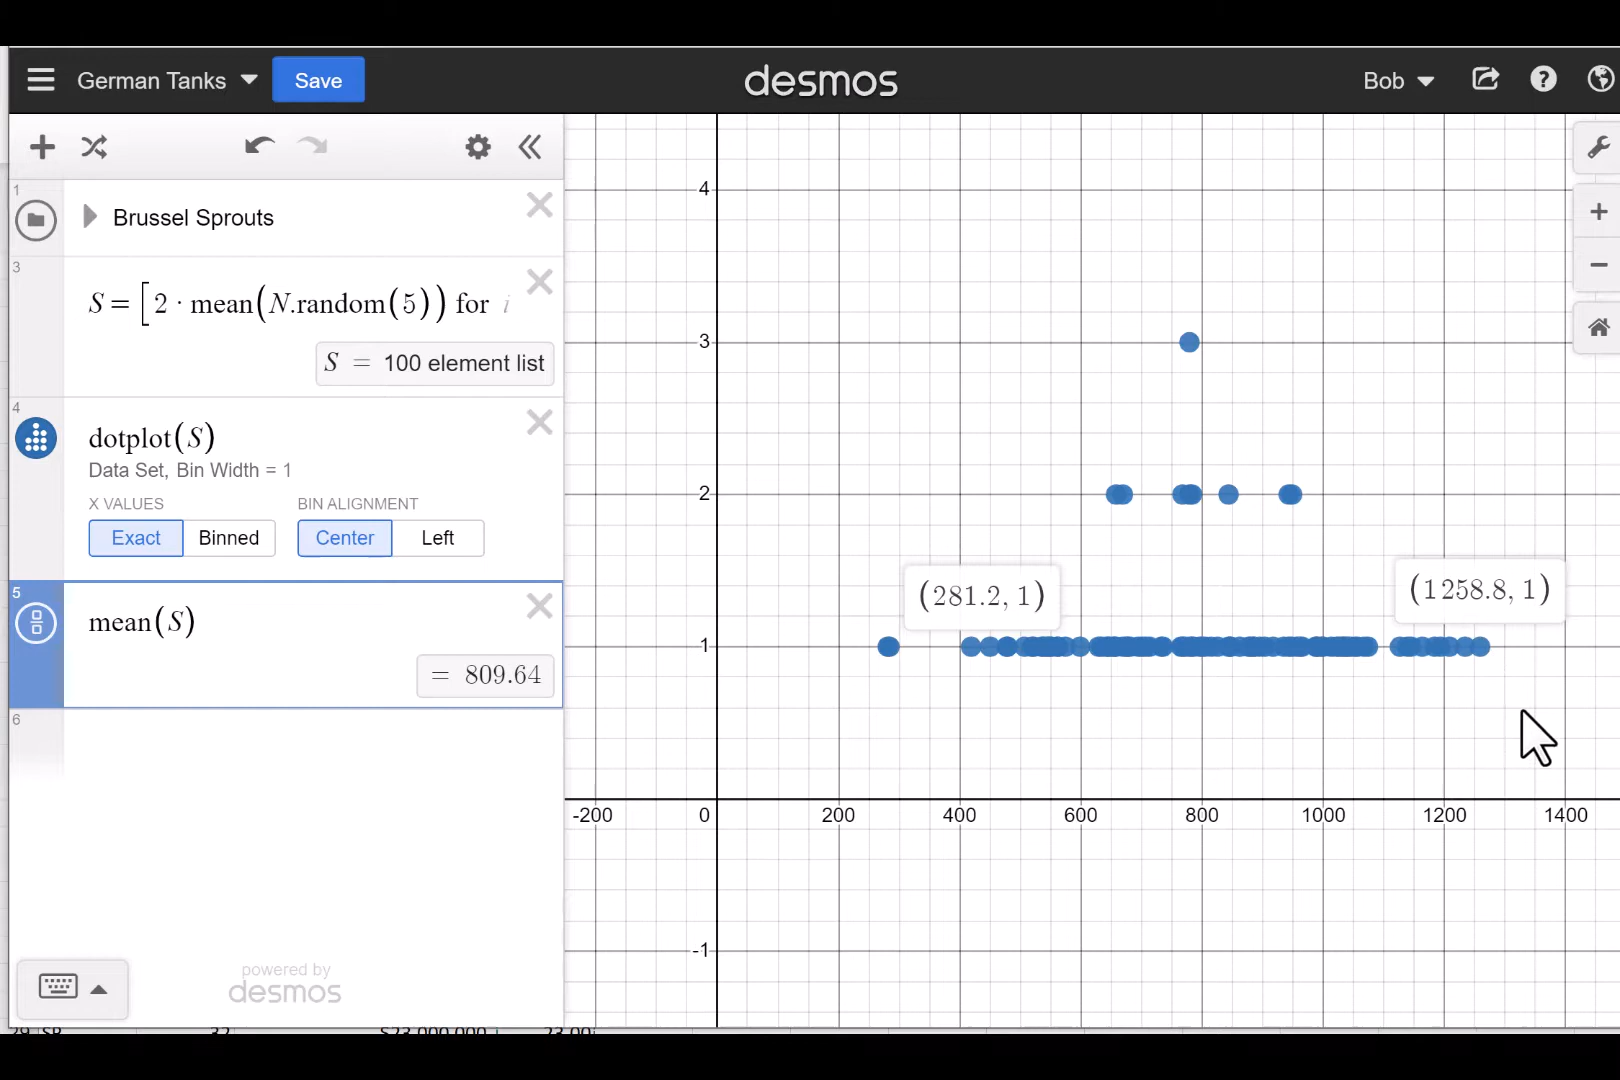 German Tanks
Save
desmos
Bob
1
Brussel Sprouts
3
S = [2 · mean(N.random(5)) for i
S = 100 element list
4
dotplot(S)
Data Set, Bin Width = 1
X VALUES BIN ALIGNMENT
Exact Binned Center Left
5
mean(S)
= 809.64
6
powered by
desmos
4
3
2
(281.2, 1) (1258.8, 1)
1
-200 0 200 400 600 800 1000 1200 1400
-1